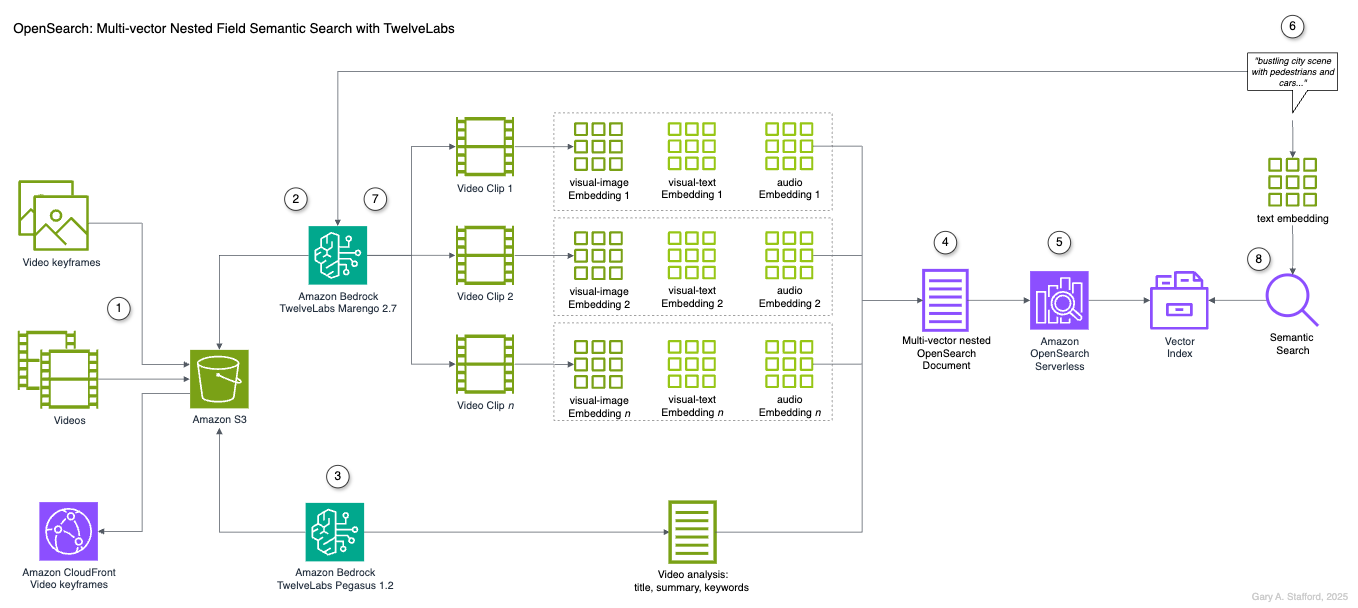 OpenSearch: Multi-vector Nested Field Semantic Search with TwelveLabs
6
"bustling city scene
with pedestrians and
cars..."
Video Clip 1
visual-image
Embedding 1
visual-text
Embedding 1
audio
Embedding 1
2
7
text embedding
Video keyframes
Amazon Bedrock
TwelveLabs Marengo 2.7
Video Clip 2
visual-image
Embedding 2
visual-text
Embedding 2
audio
Embedding 2
4
5
8
1
Multi-vector nested
OpenSearch
Document
Amazon
OpenSearch
Serverless
Vector
Index
Semantic
Search
Videos
Amazon S3
Video Clip n
visual-image
Embedding n
visual-text
Embedding n
audio
Embedding n
3
Amazon CloudFront
Video keyframes
Amazon Bedrock
TwelveLabs Pegasus 1.2
Video analysis:
title, summary, keywords
Gary A. Stafford, 2025